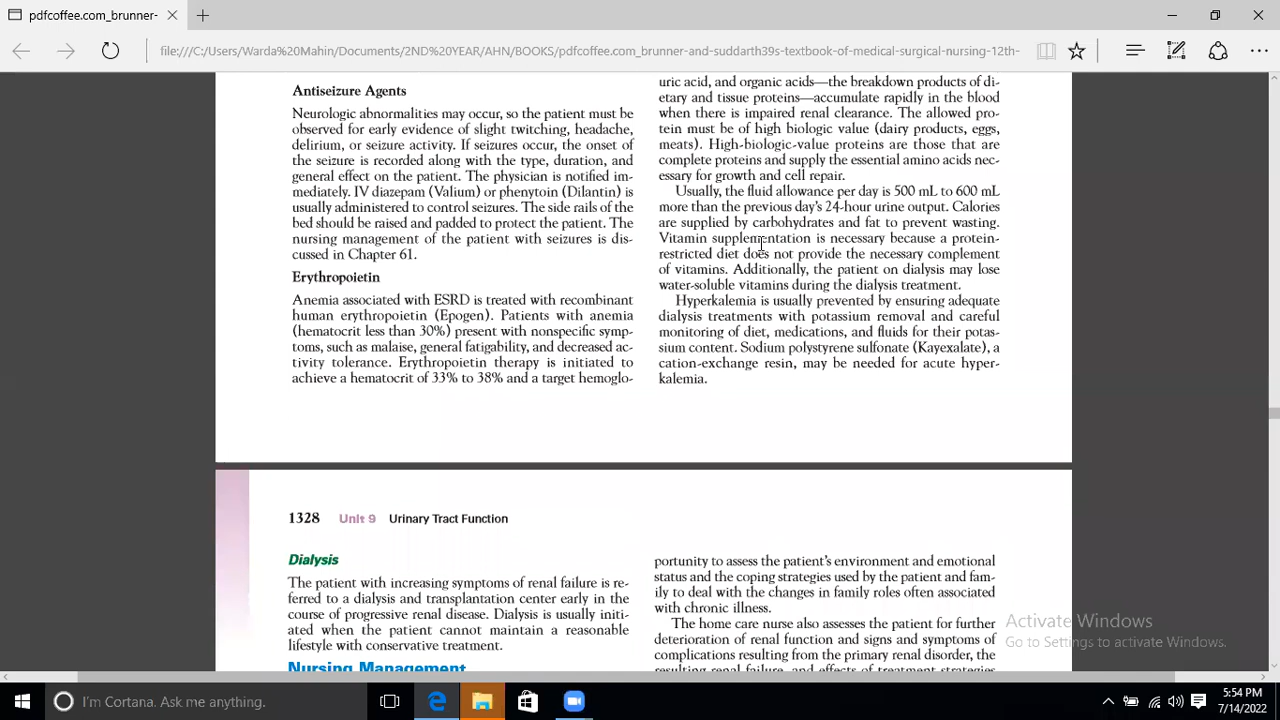 pdfcoffee.com_brunner-
file:///C:/Users/Warda%20Mahin/Documents/2ND%20YEAR/AHN/BOOKS/pdfcoffee.com_brunner-and-suddarth39s-textbook-of-medical-surgical-nursing-12th-
Antiseizure Agents
Neurologic abnormalities may occur, so the patient must be
observed for early evidence of slight twitching, headache,
delirium, or seizure activity. If seizures occur, the onset of
the seizure is recorded along with the type, duration, and
general effect on the patient. The physician is notified im-
mediately. IV diazepam (Valium) or phenytoin (Dilantin) is
usually administered to control seizures. The side rails of the
bed should be raised and padded to protect the patient. The
nursing management of the patient with seizures is dis-
cussed in Chapter 61.
Erythropoietin
Anemia associated with ESRD is treated with recombinant
human erythropoietin (Epogen). Patients with anemia
(hematocrit less than 30%) present with nonspecific symp-
toms, such as malaise, general fatigability, and decreased ac-
tivity tolerance. Erythropoietin therapy is initiated to
achieve a hematocrit of 33% to 38% and a target hemoglo-
uric acid, and organic acids—the breakdown products of di-
etary and tissue proteins—accumulate rapidly in the blood
when there is impaired renal clearance. The allowed pro-
tein must be of high biologic value (dairy products, eggs,
meats). High-biologic-value proteins are those that are
complete proteins and supply the essential amino acids nec-
essary for growth and cell repair.
Usually, the fluid allowance per day is 500 mL to 600 mL
more than the previous day's 24-hour urine output. Calories
are supplied by carbohydrates and fat to prevent wasting.
Vitamin supplementation is necessary because a protein-
restricted diet does not provide the necessary complement
of vitamins. Additionally, the patient on dialysis may lose
water-soluble vitamins during the dialysis treatment.
Hyperkalemia is usually prevented by ensuring adequate
dialysis treatments with potassium removal and careful
monitoring of diet, medications, and fluids for their potas-
sium content. Sodium polystyrene sulfonate (Kayexalate), a
cation-exchange resin, may be needed for acute hyper-
kalemia.
1328 Unit 9 Urinary Tract Function
Dialysis
The patient with increasing symptoms of renal failure is re-
ferred to a dialysis and transplantation center early in the
course of progressive renal disease. Dialysis is usually initi-
ated when the patient cannot maintain a reasonable
lifestyle with conservative treatment.
Nursing Management
portunity to assess the patient's environment and emotional
status and the coping strategies used by the patient and fam-
ily to deal with the changes in family roles often associated
with chronic illness.
The home care nurse also assesses the patient for further
deterioration of renal function and signs and symptoms of
complications resulting from the primary renal disorder, the
resulting renal failure, and effects of treatment strategies
Activate Windows
Go to Settings to activate Windows.
I'm Cortana. Ask me anything.
5:54 PM
7/14/2022